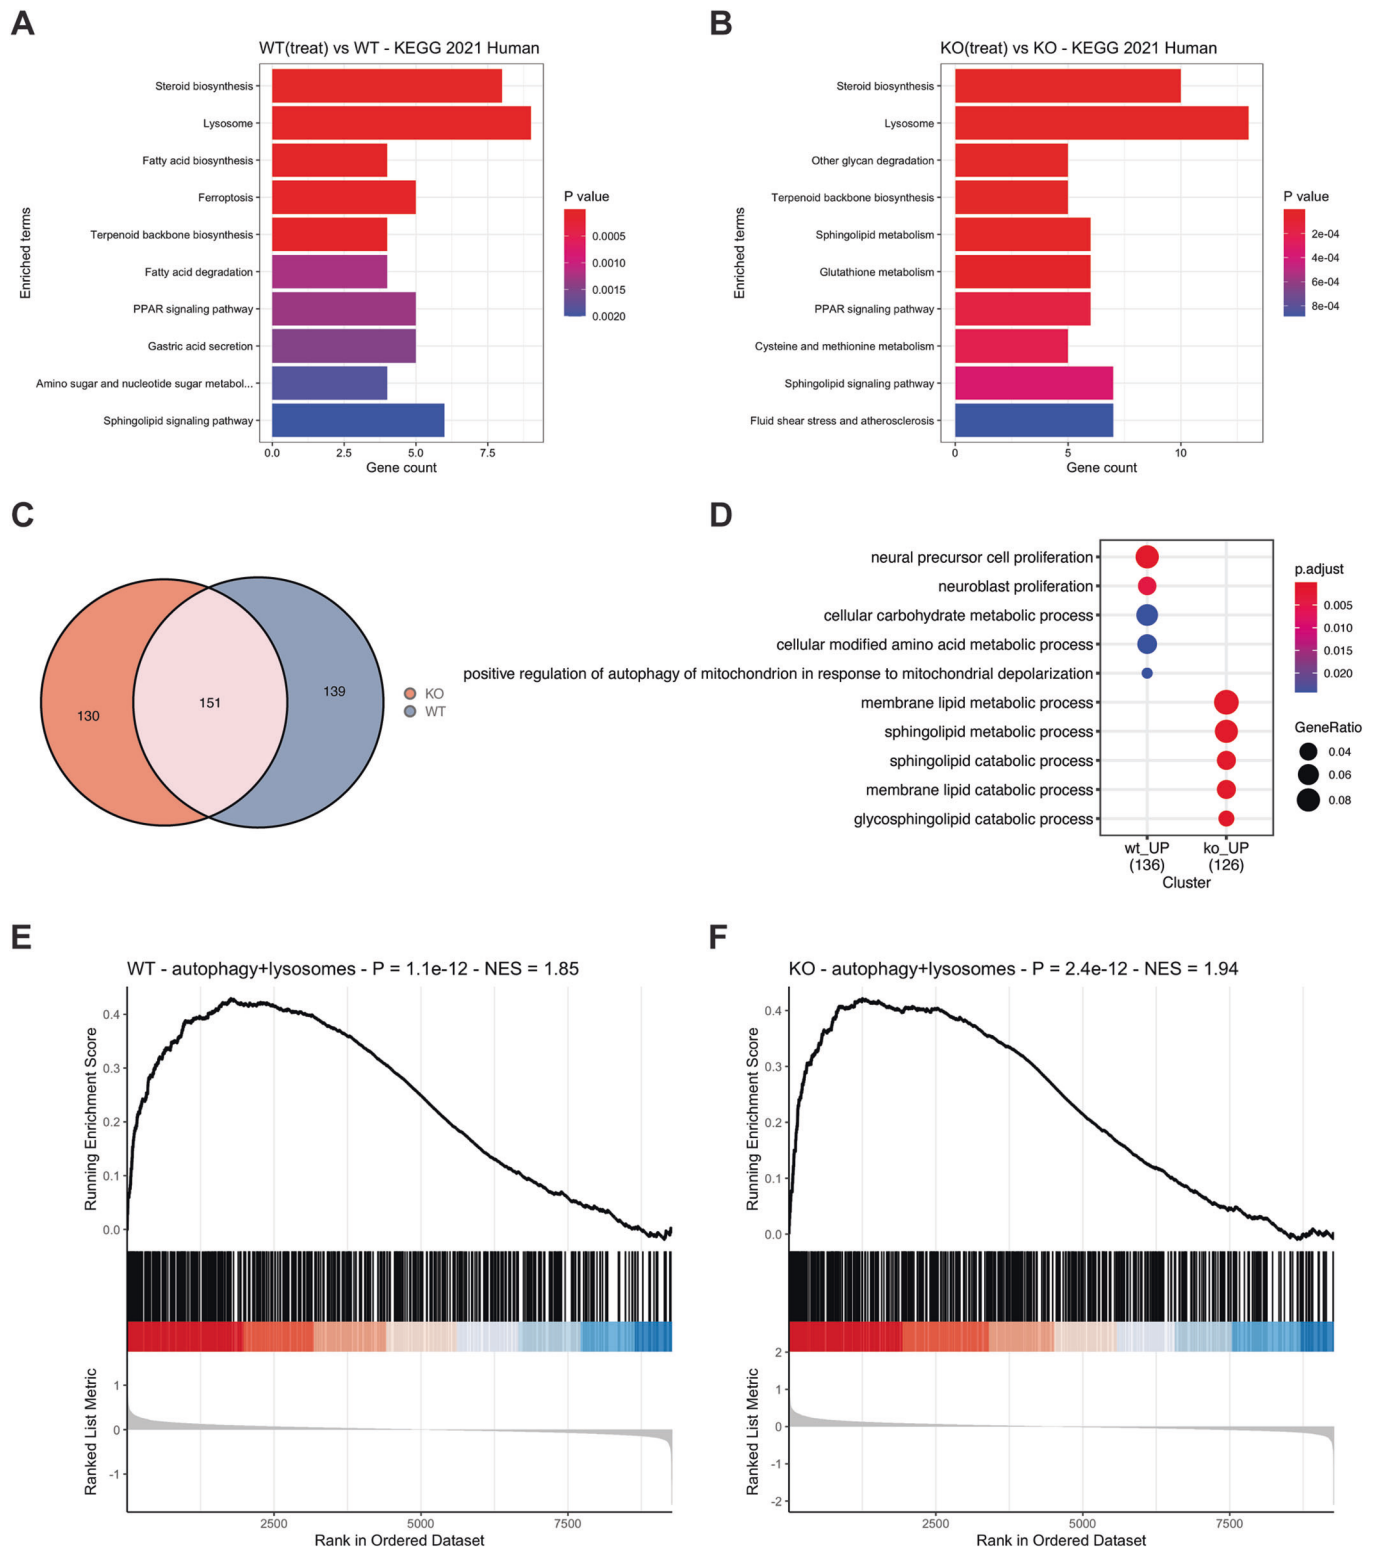 A
WT(treat) vs WT - KEGG 2021 Human
Enriched terms
Steroid biosynthesis
Lysosome
Fatty acid biosynthesis
Ferroptosis
Terpenoid backbone biosynthesis
Fatty acid degradation
PPAR signaling pathway
Gastric acid secretion
Amino sugar and nucleotide sugar metabol...
Sphingolipid signaling pathway
0.0 2.5 5.0 7.5
Gene count
P value
0.0005
0.0010
0.0015
0.0020
B
KO(treat) vs KO - KEGG 2021 Human
Enriched terms
Steroid biosynthesis
Lysosome
Other glycan degradation
Terpenoid backbone biosynthesis
Sphingolipid metabolism
Glutathione metabolism
PPAR signaling pathway
Cysteine and methionine metabolism
Sphingolipid signaling pathway
Fluid shear stress and atherosclerosis
0 5 10
Gene count
P value
2e-04
4e-04
6e-04
8e-04
C
130
151
139
KO
WT
D
neural precursor cell proliferation
neuroblast proliferation
cellular carbohydrate metabolic process
cellular modified amino acid metabolic process
positive regulation of autophagy of mitochondrion in response to mitochondrial depolarization
membrane lipid metabolic process
sphingolipid metabolic process
sphingolipid catabolic process
membrane lipid catabolic process
glycosphingolipid catabolic process
wt_UP ko_UP
(136) (126)
Cluster
p.adjust
0.005
0.010
0.015
0.020
GeneRatio
0.04
0.06
0.08
E
WT - autophagy+lysosomes - P = 1.1e-12 - NES = 1.85
Running Enrichment Score
0.4
0.3
0.2
0.1
0.0
Ranked List Metric
1
0
-1
2500 5000 7500
Rank in Ordered Dataset
F
KO - autophagy+lysosomes - P = 2.4e-12 - NES = 1.94
Running Enrichment Score
0.4
0.3
0.2
0.1
0.0
Ranked List Metric
2
1
0
-1
-2
2500 5000 7500
Rank in Ordered Dataset